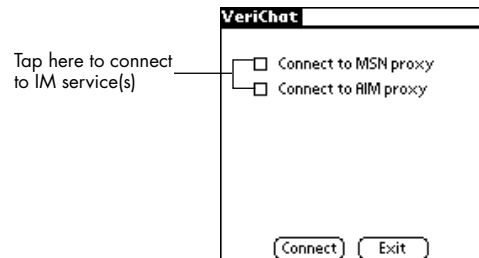 VeriChat
Tap here to connect
to IM service(s)
Connect to MSN proxy
Connect to AIM proxy
Connect
Exit